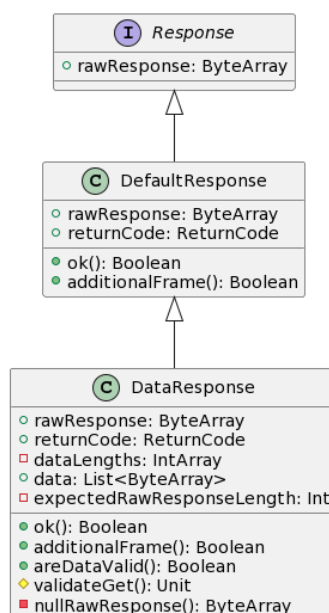 I Response
rawResponse: ByteArray
C DefaultResponse
rawResponse: ByteArray
returnCode: ReturnCode
ok(): Boolean
additionalFrame(): Boolean
C DataResponse
rawResponse: ByteArray
returnCode: ReturnCode
dataLengths: IntArray
data: List<ByteArray>
expectedRawResponseLength: Int
ok(): Boolean
additionalFrame(): Boolean
areDataValid(): Boolean
validateGet(): Unit
nullRawResponse(): ByteArray